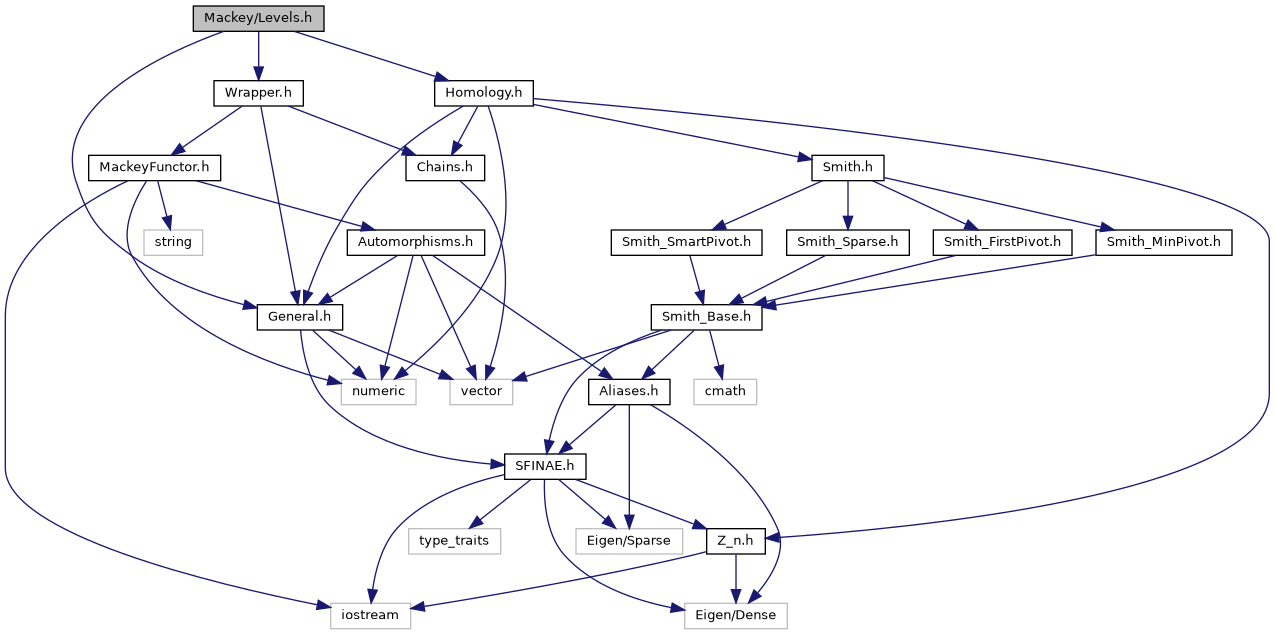 Mackey/Levels.h
Wrapper.h
Homology.h
MackeyFunctor.h
Chains.h
Smith.h
string
Automorphisms.h
Smith_SmartPivot.h
Smith_Sparse.h
Smith_FirstPivot.h
Smith_MinPivot.h
General.h
Smith_Base.h
numeric
vector
Aliases.h
cmath
SFINAE.h
type_traits
Eigen/Sparse
Z_n.h
iostream
Eigen/Dense